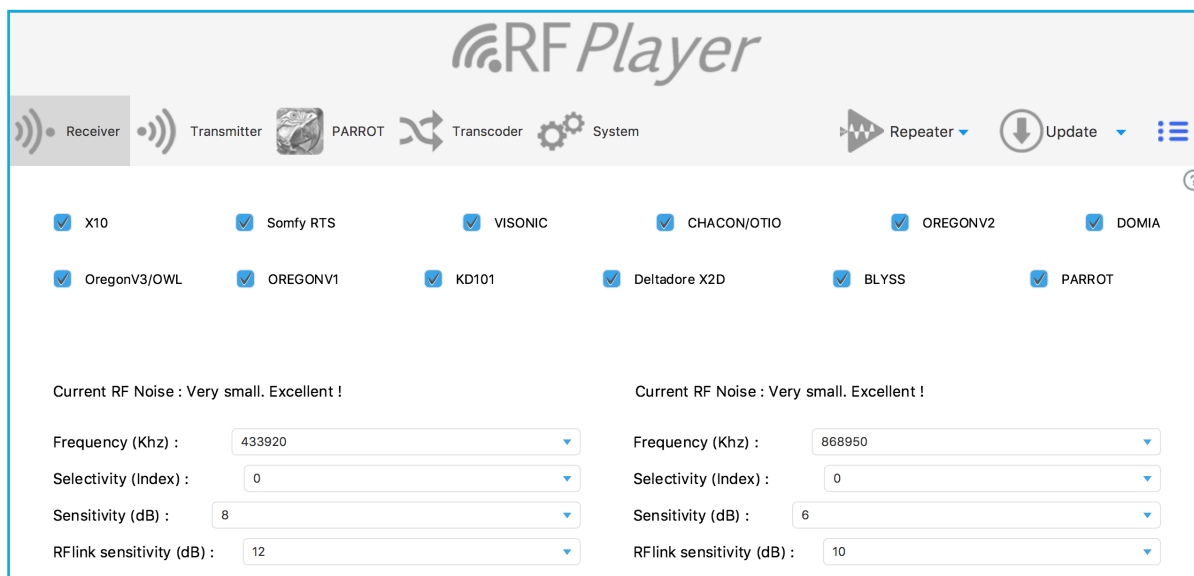 RFPlayer
Receiver Transmitter PARROT Transcoder System Repeater Update
?
X10 Somfy RTS VISONIC CHACON/OTIO OREGONV2 DOMIA
OregonV3/OWL OREGONV1 KD101 Deltadore X2D BLYSS PARROT
Current RF Noise : Very small. Excellent ! Current RF Noise : Very small. Excellent !
Frequency (Khz) : 433920 Frequency (Khz) : 868950
Selectivity (Index) : 0 Selectivity (Index) : 0
Sensitivity (dB) : 8 Sensitivity (dB) : 6
RFlink sensitivity (dB) : 12 RFlink sensitivity (dB) : 10